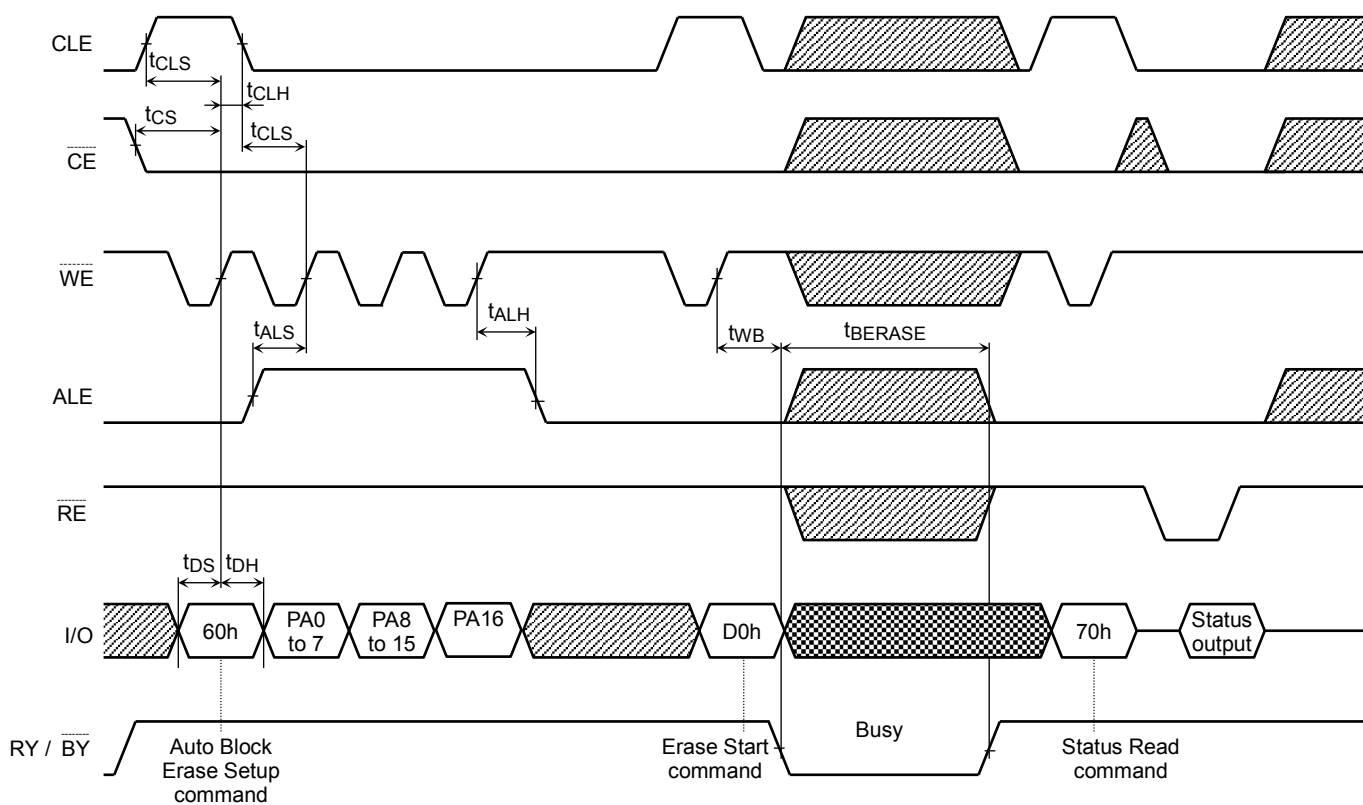 CLE
tCLS
tCLH
tCS
tCLS
CE
WE
tALS
tALH
tWB
tBERASE
ALE
RE
tDS
tDH
I/O
60h
PA0
to 7
PA8
to 15
PA16
D0h
70h
Status
output
RY / BY
Busy
Auto Block
Erase Setup
command
Erase Start
command
Status Read
command